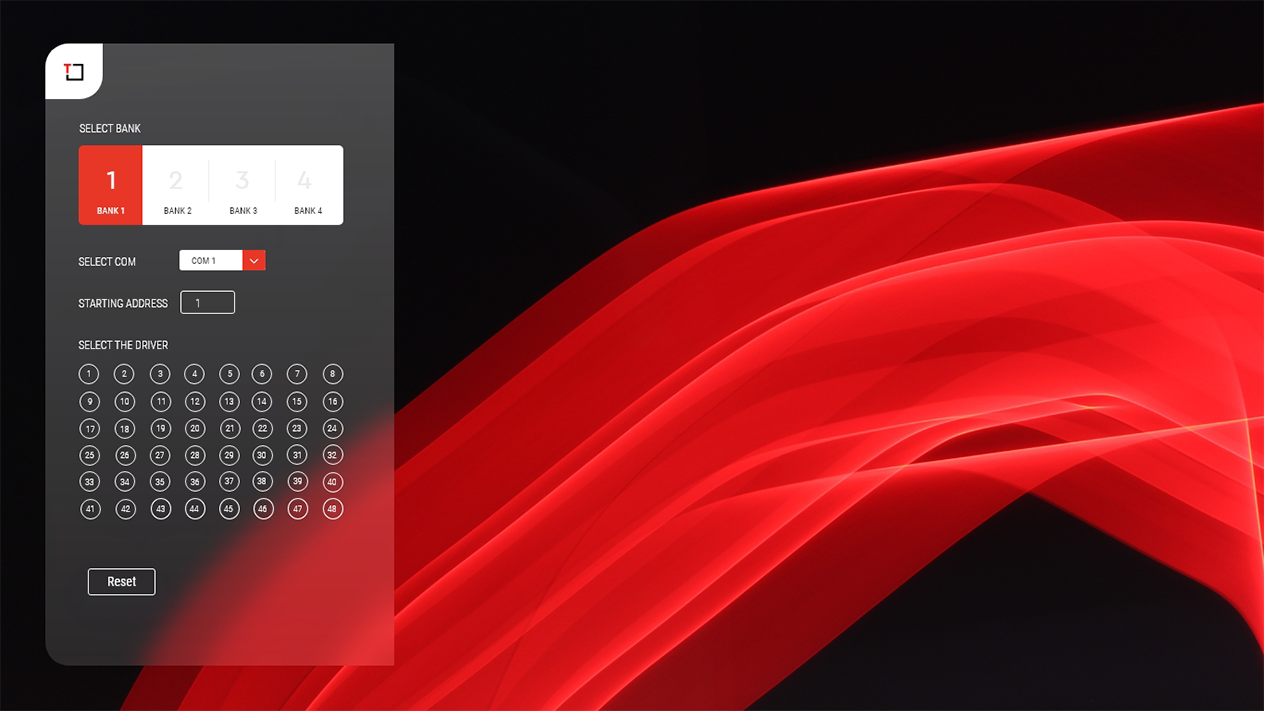 T
SELECT BANK
1 2 3 4
BANK 1 BANK 2 BANK 3 BANK 4
SELECT COM COM 1
STARTING ADDRESS 1
SELECT THE DRIVER
1 2 3 4 5 6 7 8
9 10 11 12 13 14 15 16
17 18 19 20 21 22 23 24
25 26 27 28 29 30 31 32
33 34 35 36 37 38 39 40
41 42 43 44 45 46 47 48
Reset